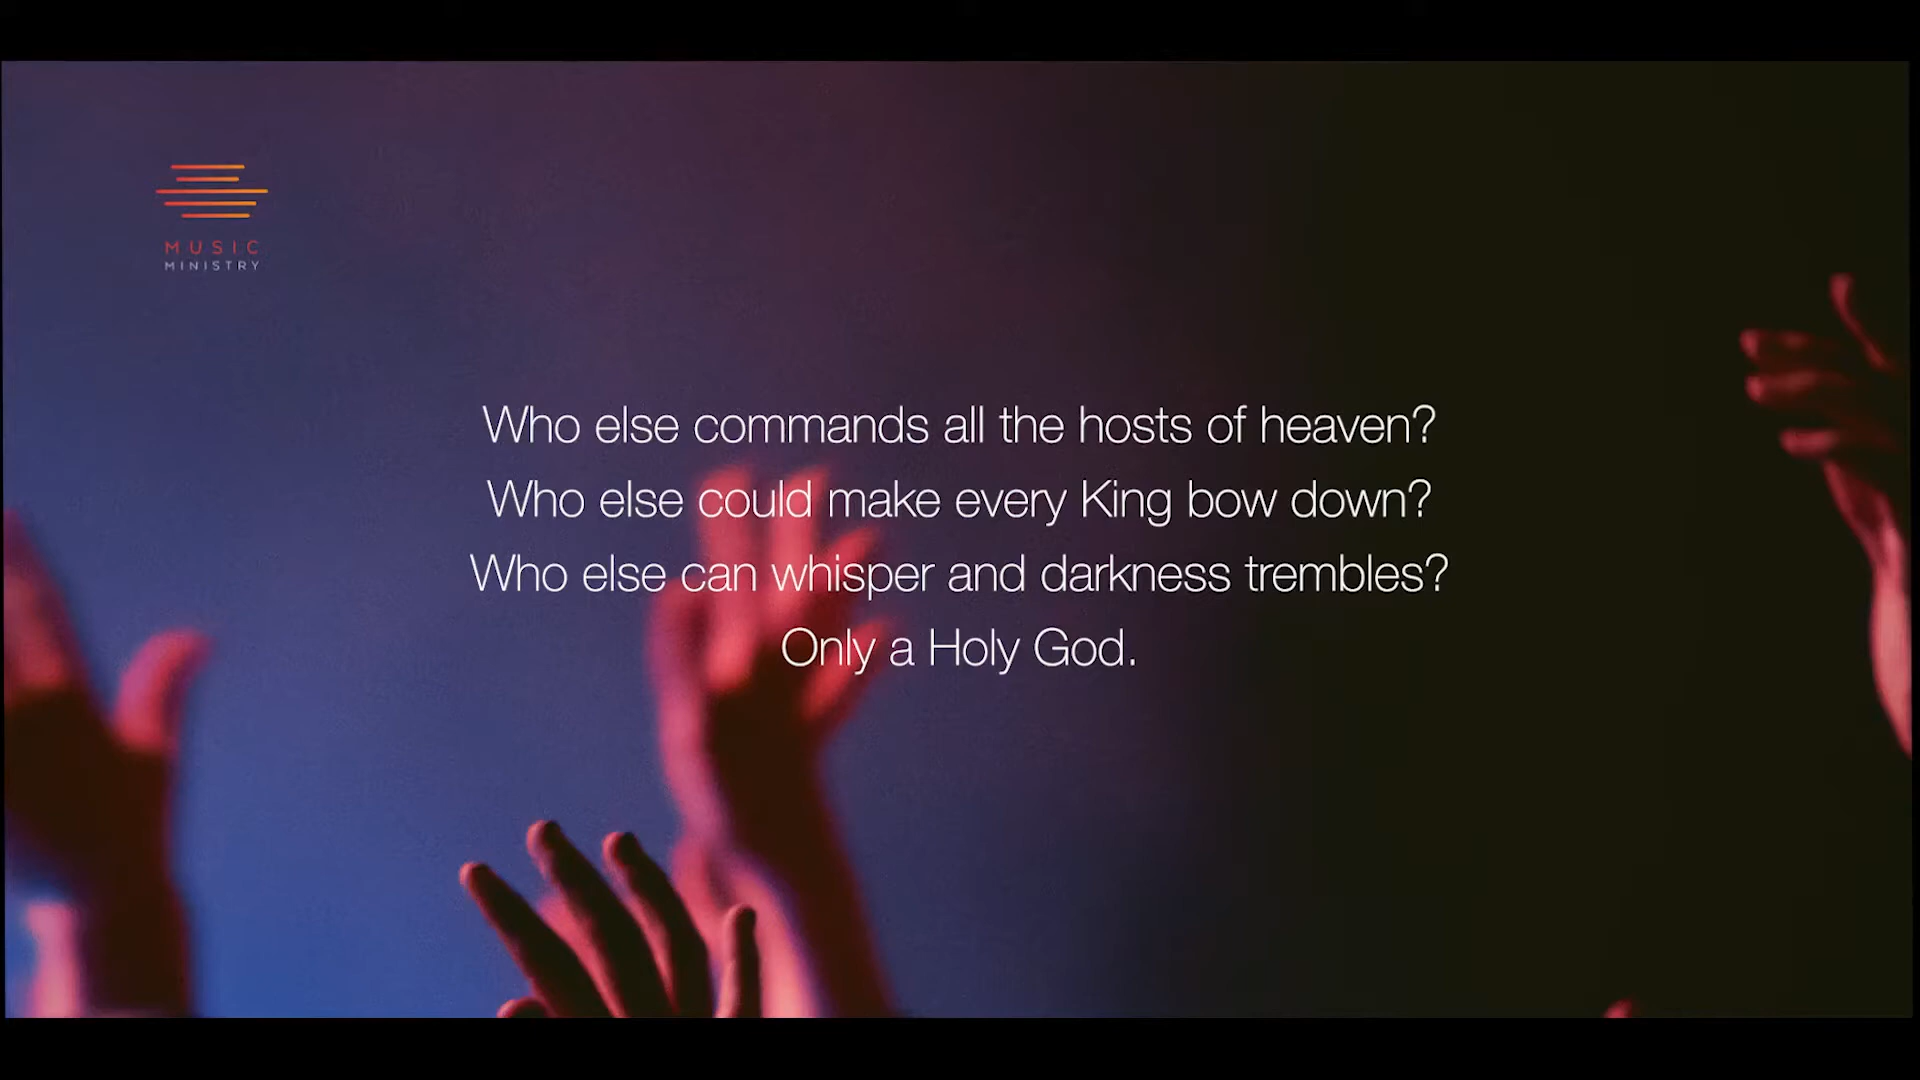 MUSIC
MINISTRY
Who else commands all the hosts of heaven?
Who else could make every King bow down?
Who else can whisper and darkness trembles?
Only a Holy God.